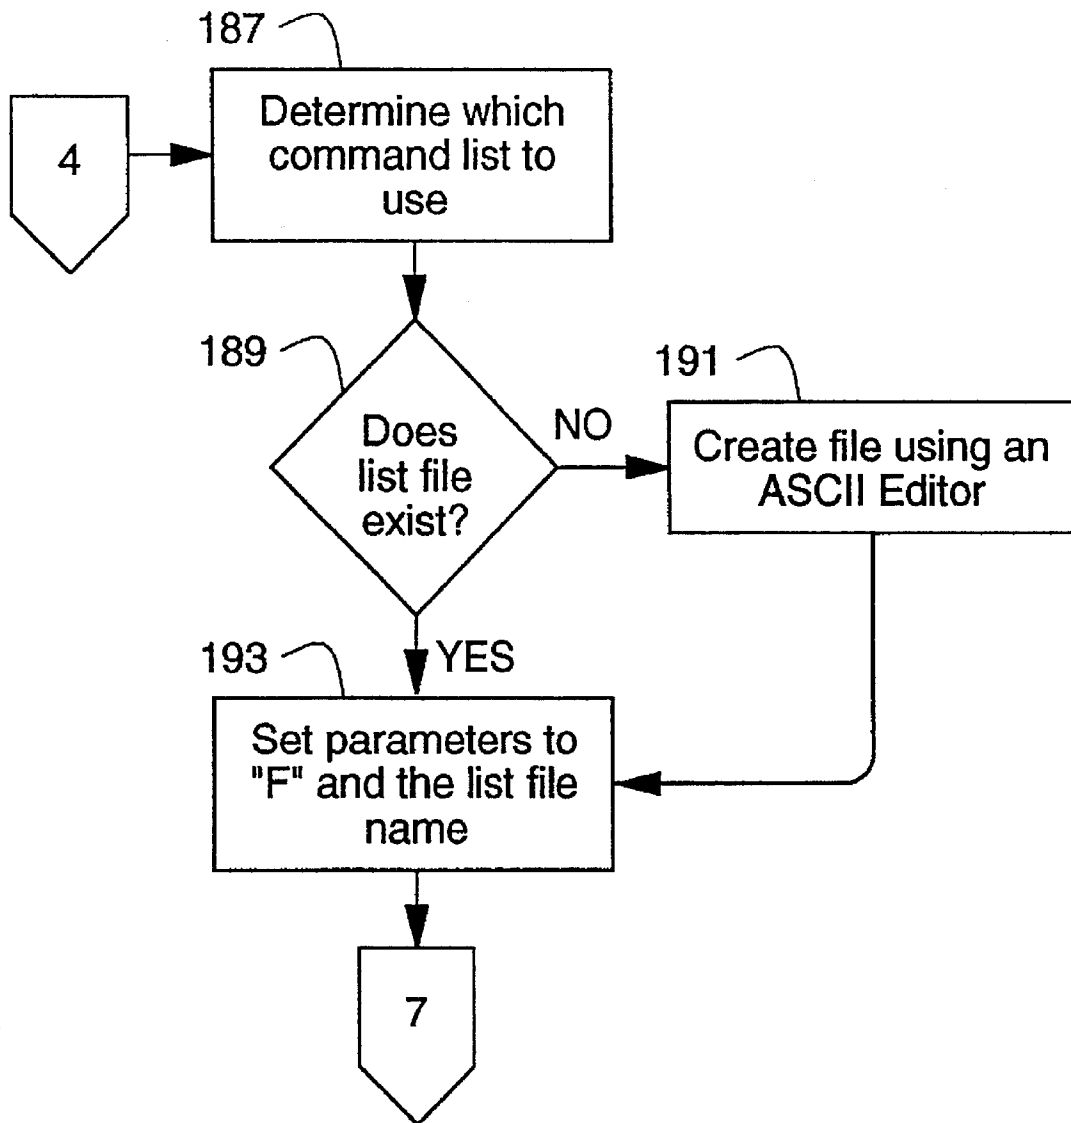 187
4
Determine which
command list to
use
189
Does
list file
exist?
NO
191
Create file using an
ASCII Editor
YES
193
Set parameters to
"F" and the list file
name
7